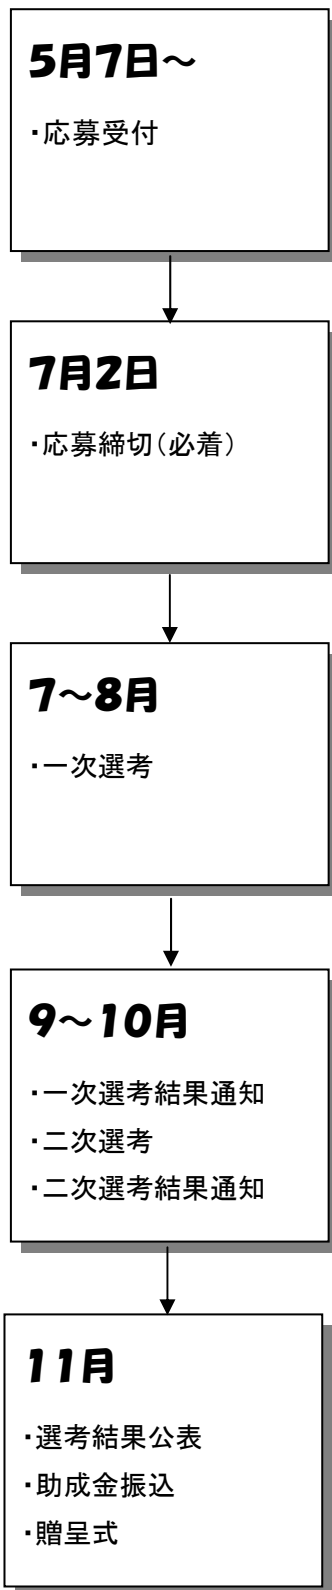 5月7日～
・応募受付
7月2日
・応募締切（必着）
7～8月
・一次選考
9～10月
・一次選考結果通知
・二次選考
・二次選考結果通知
11月
・選考結果公表
・助成金振込
・贈呈式